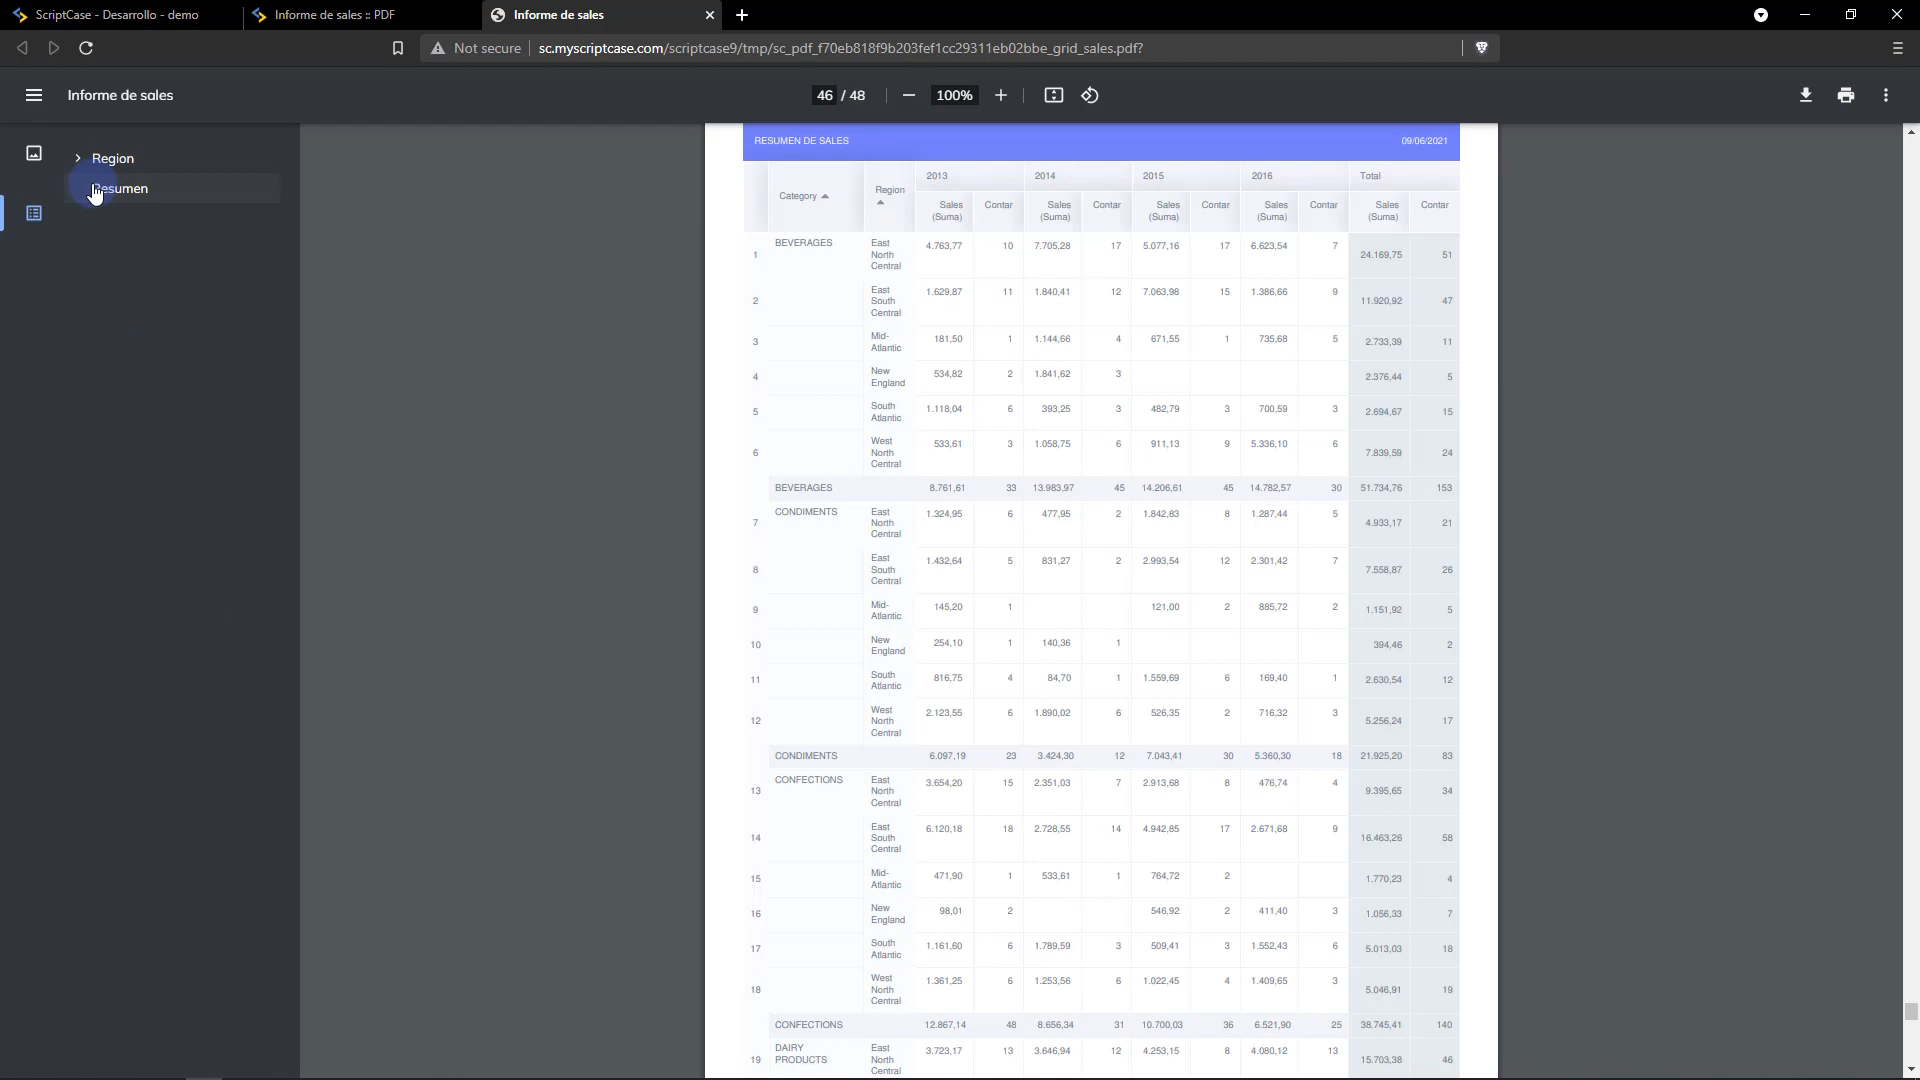 ScriptCase - Desarrollo - demo
Informe de sales :: PDF
Informe de sales
Not secure
sc.myscriptcase.com/scriptcase9/tmp/sc_pdf_f70eb818f9b203fef1cc29311eb02bbe_grid_sales.pdf?
Informe de sales
46 / 48
100%
Region
Resumen
RESUMEN DE SALES 09/06/2021
Category Region 2013 2014 2015 2016 Total
Sales (Suma) Contar Sales (Suma) Contar Sales (Suma) Contar Sales (Suma) Contar Sales (Suma) Contar
1 BEVERAGES East North Central 4.763,77 10 7.705,28 17 5.077,16 17 6.623,54 7 24.169,75 51
2 East South Central 1.629,87 11 1.840,41 12 7.063,98 15 1.386,66 9 11.920,92 47
3 Mid-Atlantic 181,50 1 1.144,66 4 671,55 1 735,68 5 2.733,39 11
4 New England 534,82 2 1.841,62 3 2.376,44 5
5 South Atlantic 1.118,04 6 393,25 3 482,79 3 700,59 3 2.694,67 15
6 West North Central 533,61 3 1.058,75 6 911,13 9 5.336,10 6 7.839,59 24
BEVERAGES 8.761,61 33 13.983,97 45 14.206,61 45 14.782,57 30 51.734,76 153
7 CONDIMENTS East North Central 1.324,95 6 477,95 2 1.842,83 8 1.287,44 5 4.933,17 21
8 East South Central 1.432,64 5 831,27 2 2.993,54 12 2.301,42 7 7.558,87 26
9 Mid-Atlantic 145,20 1 121,00 2 885,72 2 1.151,92 5
10 New England 254,10 1 140,36 1 394,46 2
11 South Atlantic 816,75 4 84,70 1 1.559,69 6 169,40 1 2.630,54 12
12 West North Central 2.123,55 6 1.890,02 6 526,35 2 716,32 3 5.256,24 17
CONDIMENTS 6.097,19 23 3.424,30 12 7.043,41 30 5.360,30 18 21.925,20 83
13 CONFECTIONS East North Central 3.654,20 15 2.351,03 7 2.913,68 8 476,74 4 9.395,65 34
14 East South Central 6.120,18 18 2.728,55 14 4.942,85 17 2.671,68 9 16.463,26 58
15 Mid-Atlantic 471,90 1 533,61 1 764,72 2 1.770,23 4
16 New England 98,01 2 546,92 2 411,40 3 1.056,33 7
17 South Atlantic 1.161,60 6 1.789,59 3 509,41 3 1.552,43 6 5.013,03 18
18 West North Central 1.361,25 6 1.253,56 6 1.022,45 4 1.409,65 3 5.046,91 19
CONFECTIONS 12.867,14 48 8.656,34 31 10.700,03 36 6.521,90 25 38.745,41 140
19 DAIRY PRODUCTS East North Central 3.723,17 13 3.646,94 12 4.253,15 8 4.080,12 13 15.703,38 46